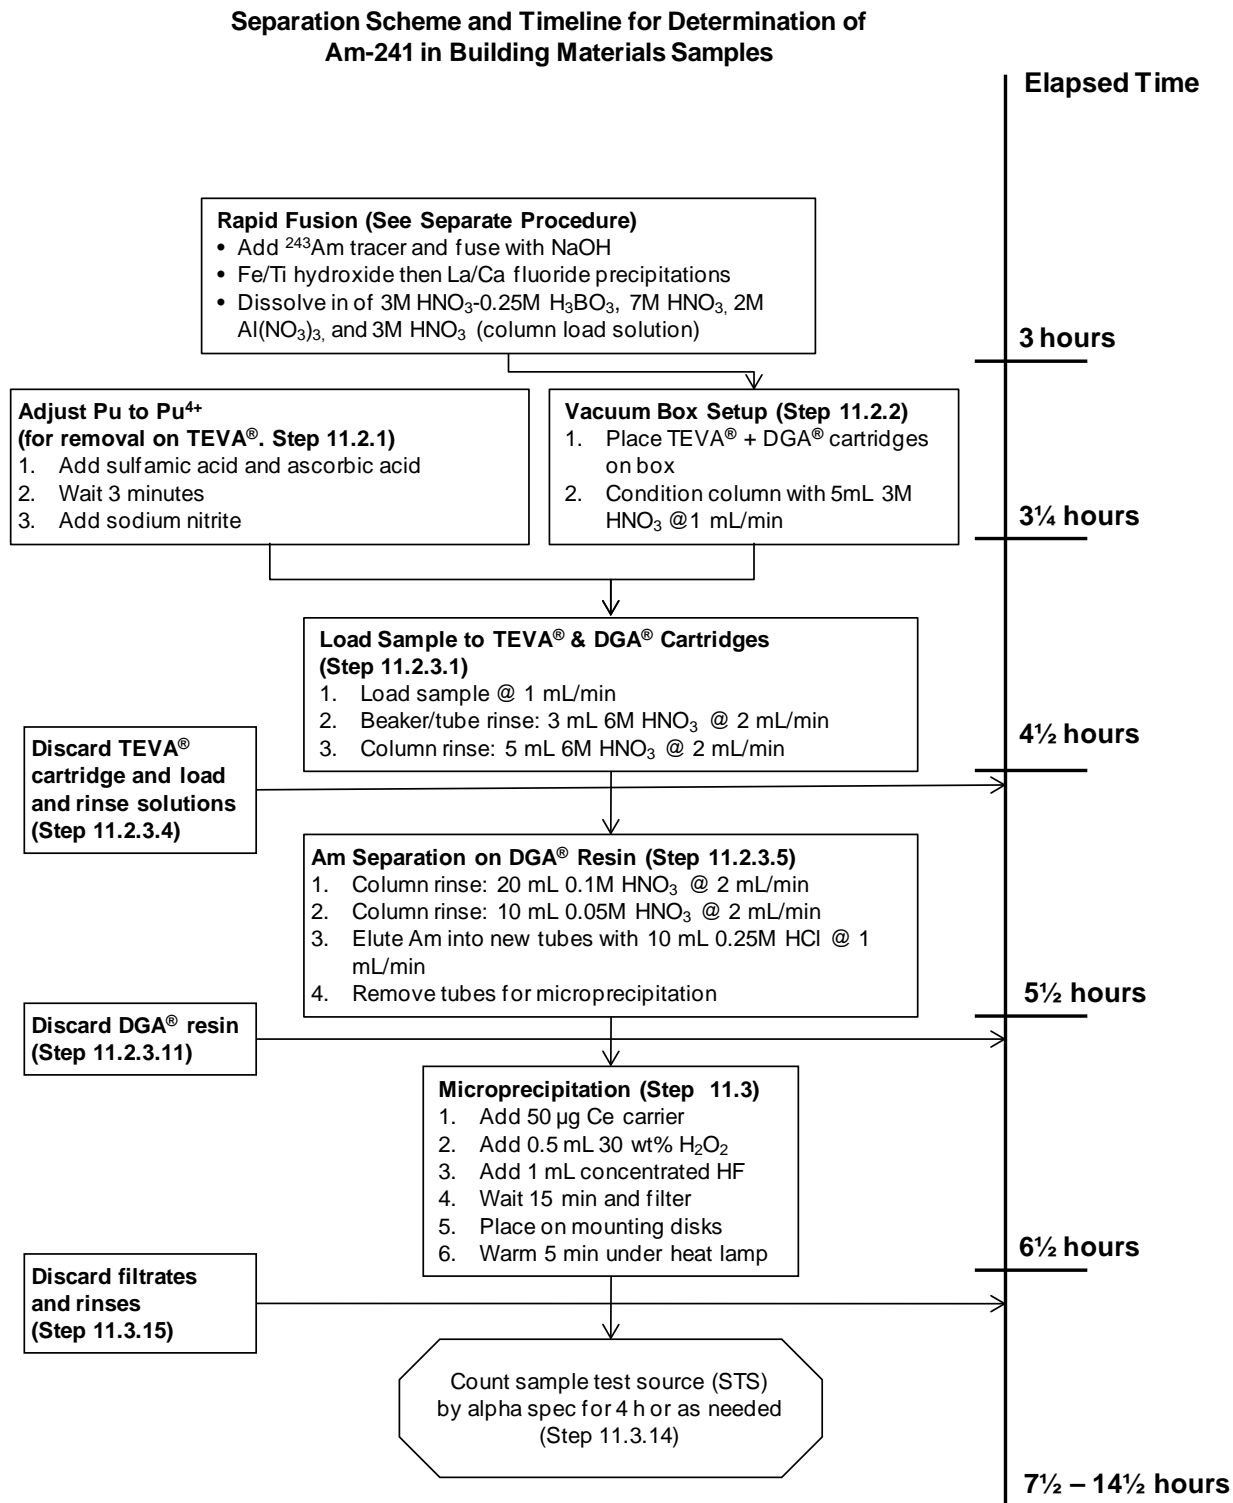 Separation Scheme and Timeline for Determination of
Am-241 in Building Materials Samples
Elapsed Time
Rapid Fusion (See Separate Procedure)
• Add ²⁴³Am tracer and fuse with NaOH
• Fe/Ti hydroxide then La/Ca fluoride precipitations
• Dissolve in of 3M HNO₃-0.25M H₃BO₃, 7M HNO₃, 2M
Al(NO₃)₃, and 3M HNO₃ (column load solution)
3 hours
Adjust Pu to Pu⁴⁺
(for removal on TEVA®. Step 11.2.1)
1. Add sulfamic acid and ascorbic acid
2. Wait 3 minutes
3. Add sodium nitrite
Vacuum Box Setup (Step 11.2.2)
1. Place TEVA® + DGA® cartridges
on box
2. Condition column with 5mL 3M
HNO₃ @1 mL/min
3¼ hours
Load Sample to TEVA® & DGA® Cartridges
(Step 11.2.3.1)
1. Load sample @ 1 mL/min
2. Beaker/tube rinse: 3 mL 6M HNO₃ @ 2 mL/min
3. Column rinse: 5 mL 6M HNO₃ @ 2 mL/min
4½ hours
Discard TEVA®
cartridge and load
and rinse solutions
(Step 11.2.3.4)
Am Separation on DGA® Resin (Step 11.2.3.5)
1. Column rinse: 20 mL 0.1M HNO₃ @ 2 mL/min
2. Column rinse: 10 mL 0.05M HNO₃ @ 2 mL/min
3. Elute Am into new tubes with 10 mL 0.25M HCl @ 1
mL/min
4. Remove tubes for microprecipitation
5½ hours
Discard DGA® resin
(Step 11.2.3.11)
Microprecipitation (Step 11.3)
1. Add 50 µg Ce carrier
2. Add 0.5 mL 30 wt% H₂O₂
3. Add 1 mL concentrated HF
4. Wait 15 min and filter
5. Place on mounting disks
6. Warm 5 min under heat lamp
6½ hours
Discard filtrates
and rinses
(Step 11.3.15)
Count sample test source (STS)
by alpha spec for 4 h or as needed
(Step 11.3.14)
7½ – 14½ hours